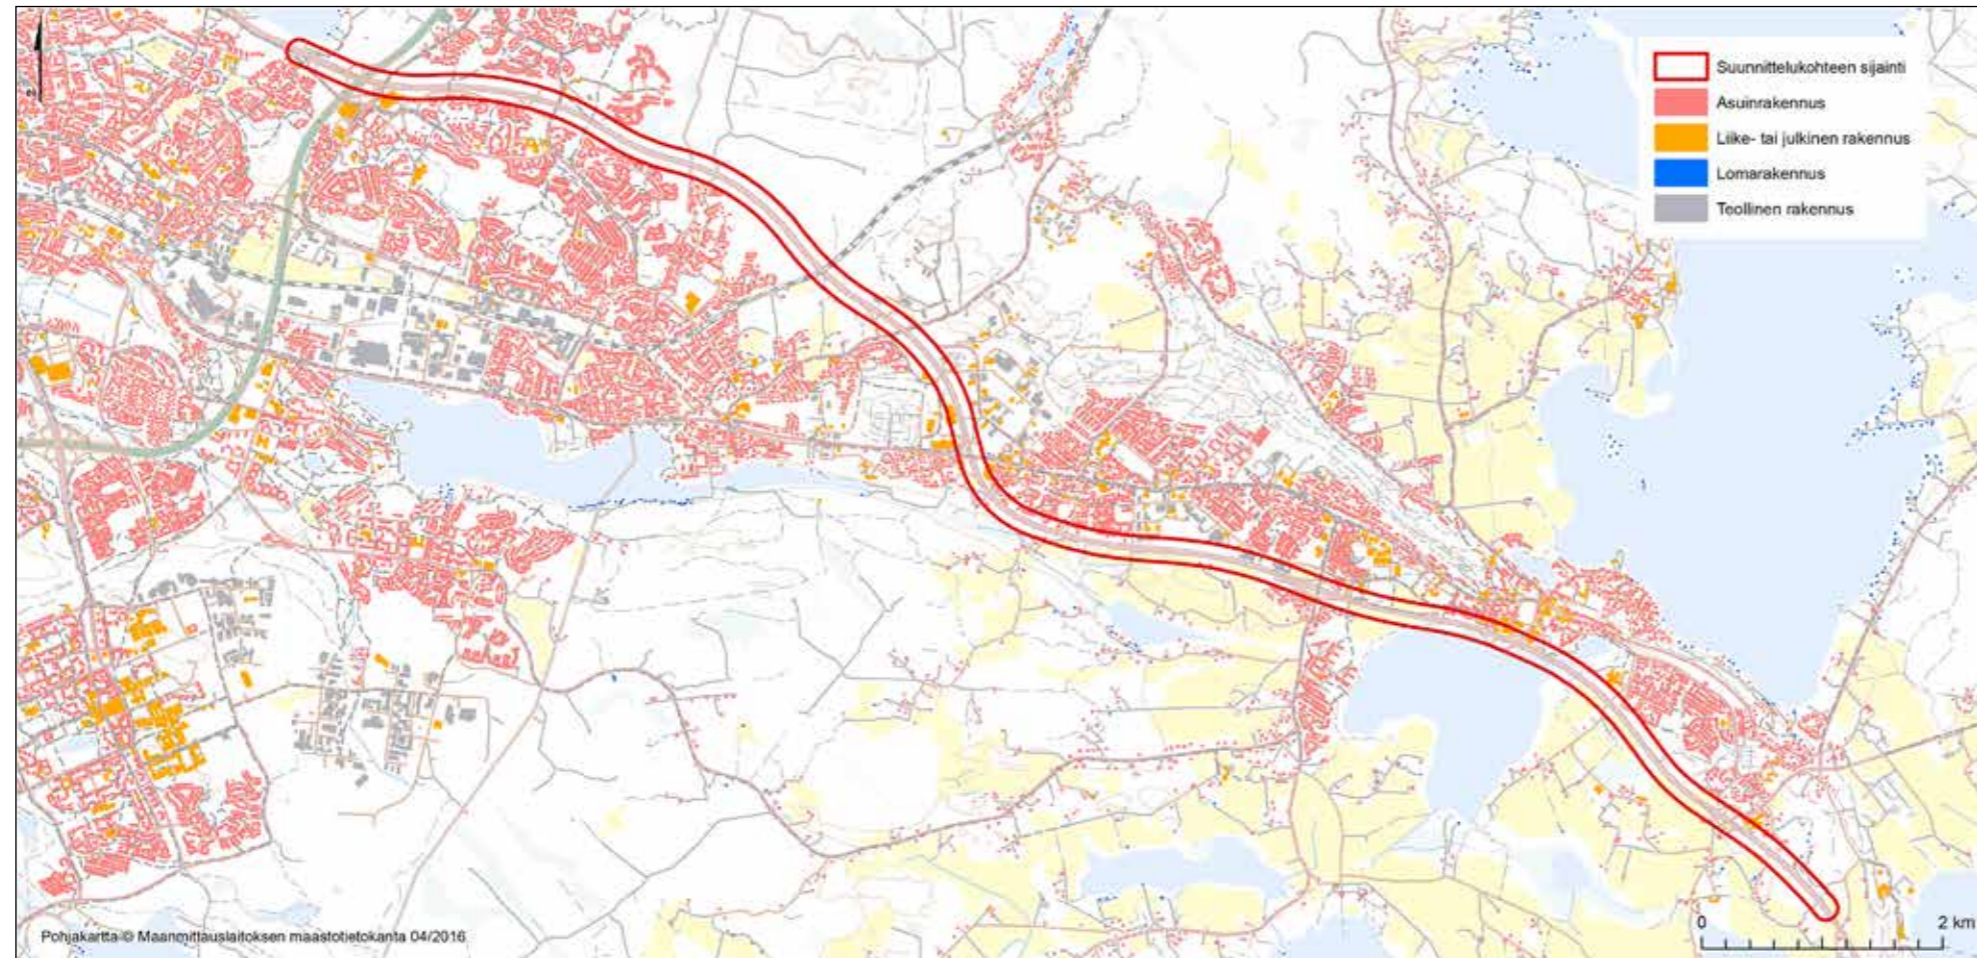 Suunnittelukohteen sijainti
Asuinrakennus
Liike- tai julkinen rakennus
Lomarakennus
Teollinen rakennus
0
2 km
Pohjakartta © Maanmittauslaitoksen maastotietokanta 04/2016